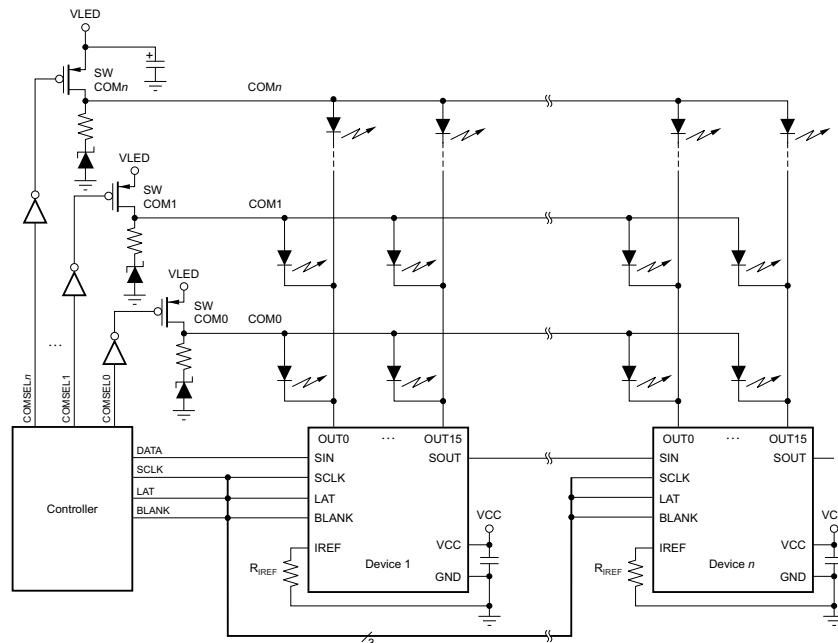 VLED
SW
COMn
COMn
VLED
SW
COM1
COM1
VLED
SW
COM0
COM0
...
COMSELn
COMSEL1
COMSEL0
Controller
DATA
SCLK
LAT
BLANK
OUT0 ... OUT15
SIN SOUT
SCLK
LAT
BLANK
IREF
VCC
GND
Device 1
RIREF
VCC
OUT0 ... OUT15
SIN SOUT
SCLK
LAT
BLANK
IREF
VCC
GND
Device n
RIREF
VC
3